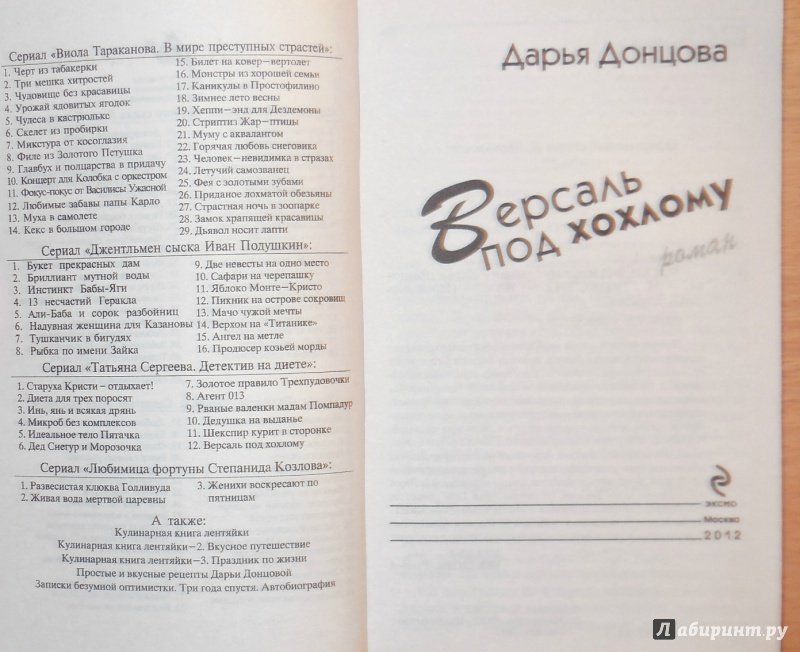 Сериал «Виола Тараканова. В мире преступных страстей»:
1. Черт из табакерки
2. Три мешка хитростей
3. Чудовище без красавицы
4. Урожай ядовитых ягодок
5. Чудеса в кастрюльке
6. Скелет из пробирки
7. Микстура от косоглазия
8. Филе из Золотого Петушка
9. Главбух и полцарства в придачу
10. Концерт для Колобка с оркестром
11. Фокус-покус от Василисы Ужасной
12. Любимые забавы папы Карло
13. Муха в самолете
14. Кекс в большом городе
15. Билет на ковер–вертолет
16. Монстры из хорошей семьи
17. Каникулы в Простофилино
18. Зимнее лето весны
19. Хеппи–энд для Дездемоны
20. Стриптиз Жар–птицы
21. Муму с аквалангом
22. Горячая любовь снеговика
23. Человек–невидимка в стразах
24. Летучий самозванец
25. Фея с золотыми зубами
26. Приданое лохматой обезьяны
27. Страстная ночь в зоопарке
28. Замок храпящей красавицы
29. Дьявол носит лапти
Сериал «Джентльмен сыска Иван Подушкин»:
1. Букет прекрасных дам
2. Бриллиант мутной воды
3. Инстинкт Бабы-Яги
4. 13 несчастий Геракла
5. Али-Баба и сорок разбойниц
6. Надувная женщина для Казановы
7. Тушканчик в бигудях
8. Рыбка по имени Зайка
9. Две невесты на одно место
10. Сафари на черепашку
11. Яблоко Монте–Кристо
12. Пикник на острове сокровищ
13. Мачо чужой мечты
14. Верхом на «Титанике»
15. Ангел на метле
16. Продюсер козьей морды
Сериал «Татьяна Сергеева. Детектив на диете»:
1. Старуха Кристи – отдыхает!
2. Диета для трех поросят
3. Инь, янь и всякая дрянь
4. Микроб без комплексов
5. Идеальное тело Пятачка
6. Дед Снегур и Морозочка
7. Золотое правило Трехпудовочки
8. Агент 013
9. Рваные валенки мадам Помпадур
10. Дедушка на выданье
11. Шекспир курит в сторонке
12. Версаль под хохлому
Сериал «Любимица фортуны Степанида Козлова»:
1. Развесистая клюква Голливуда
2. Живая вода мертвой царевны
3. Женихи воскресают по
пятницам
А также:
Кулинарная книга лентяйки
Кулинарная книга лентяйки–2. Вкусное путешествие
Кулинарная книга лентяйки–3. Праздник по жизни
Простые и вкусные рецепты Дарьи Донцовой
Записки безумной оптимистки. Три года спустя. Автобиография
Дарья Донцова
Версаль
под хохлому
роман
эксмо
Москва
2012
Лабиринт.ру